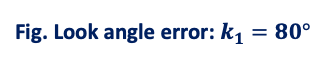 Fig. Look angle error: k₁ = 80°